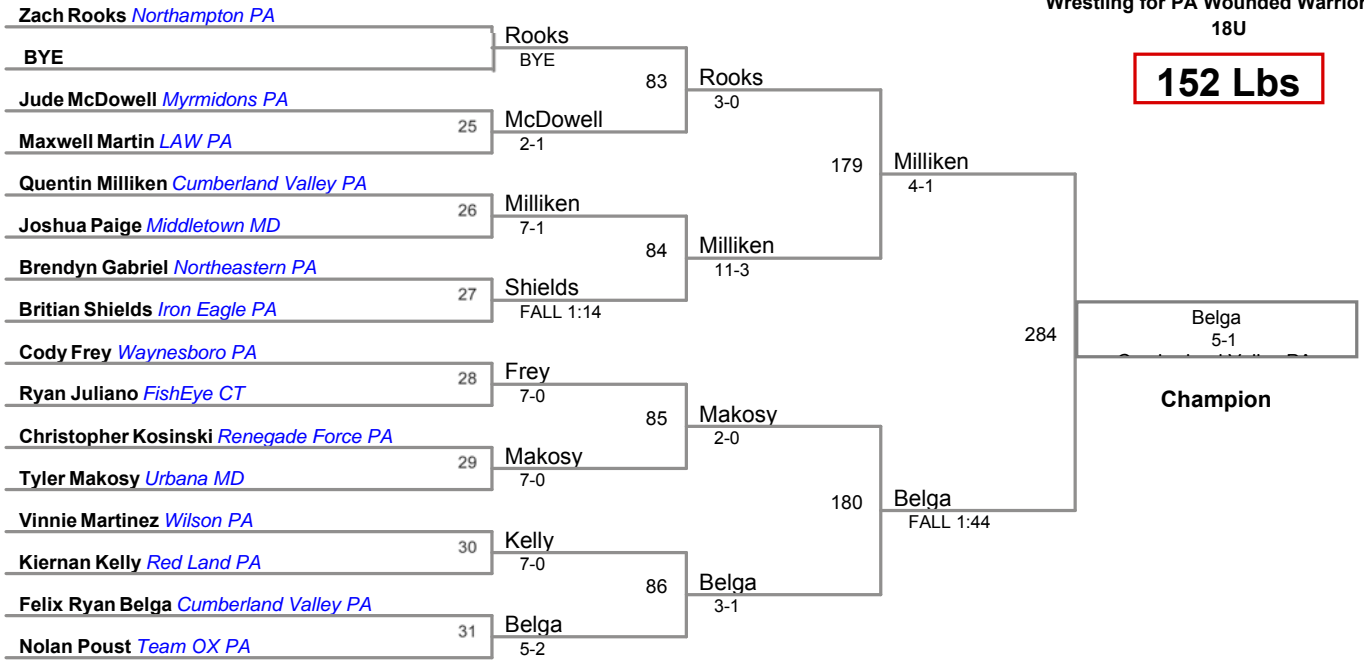 Wrestling for PA Wounded Warrior
18U
152 Lbs
Zach Rooks Northampton PA
BYE
Jude McDowell Myrmidons PA
Maxwell Martin LAW PA
Quentin Milliken Cumberland Valley PA
Joshua Paige Middletown MD
Brendyn Gabriel Northeastern PA
Britian Shields Iron Eagle PA
Cody Frey Waynesboro PA
Ryan Juliano FishEye CT
Christopher Kosinski Renegade Force PA
Tyler Makosy Urbana MD
Vinnie Martinez Wilson PA
Kiernan Kelly Red Land PA
Felix Ryan Belga Cumberland Valley PA
Nolan Poust Team OX PA
25
26
27
28
29
30
31
Rooks
BYE
McDowell
2-1
Milliken
7-1
Shields
FALL 1:14
Frey
7-0
Makosy
7-0
Kelly
7-0
Belga
5-2
83
84
85
86
Rooks
3-0
Milliken
11-3
Makosy
2-0
Belga
3-1
179
180
Milliken
4-1
Belga
FALL 1:44
284
Belga
5-1
Champion